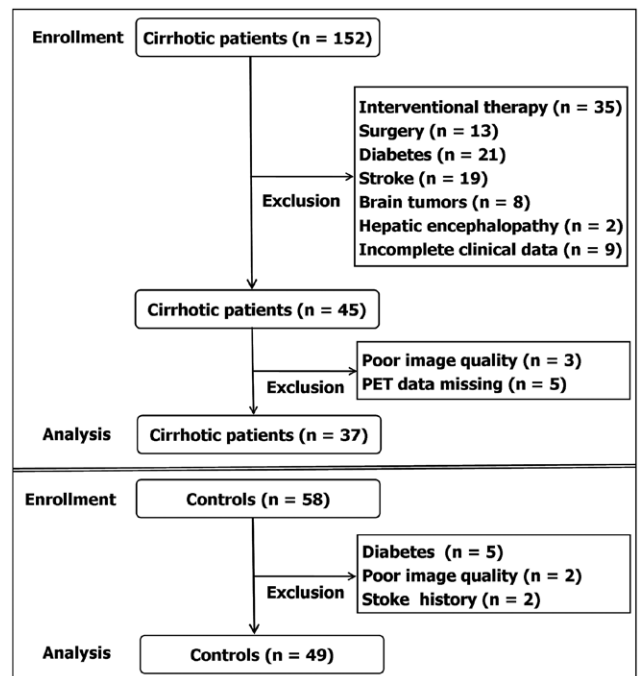 Enrollment
Cirrhotic patients (n = 152)
Interventional therapy (n = 35)
Surgery (n = 13)
Diabetes (n = 21)
Stroke (n = 19)
Brain tumors (n = 8)
Hepatic encephalopathy (n = 2)
Incomplete clinical data (n = 9)
Exclusion
Cirrhotic patients (n = 45)
Poor image quality (n = 3)
PET data missing (n = 5)
Exclusion
Analysis
Cirrhotic patients (n = 37)
Enrollment
Controls (n = 58)
Diabetes (n = 5)
Poor image quality (n = 2)
Stoke history (n = 2)
Exclusion
Analysis
Controls (n = 49)